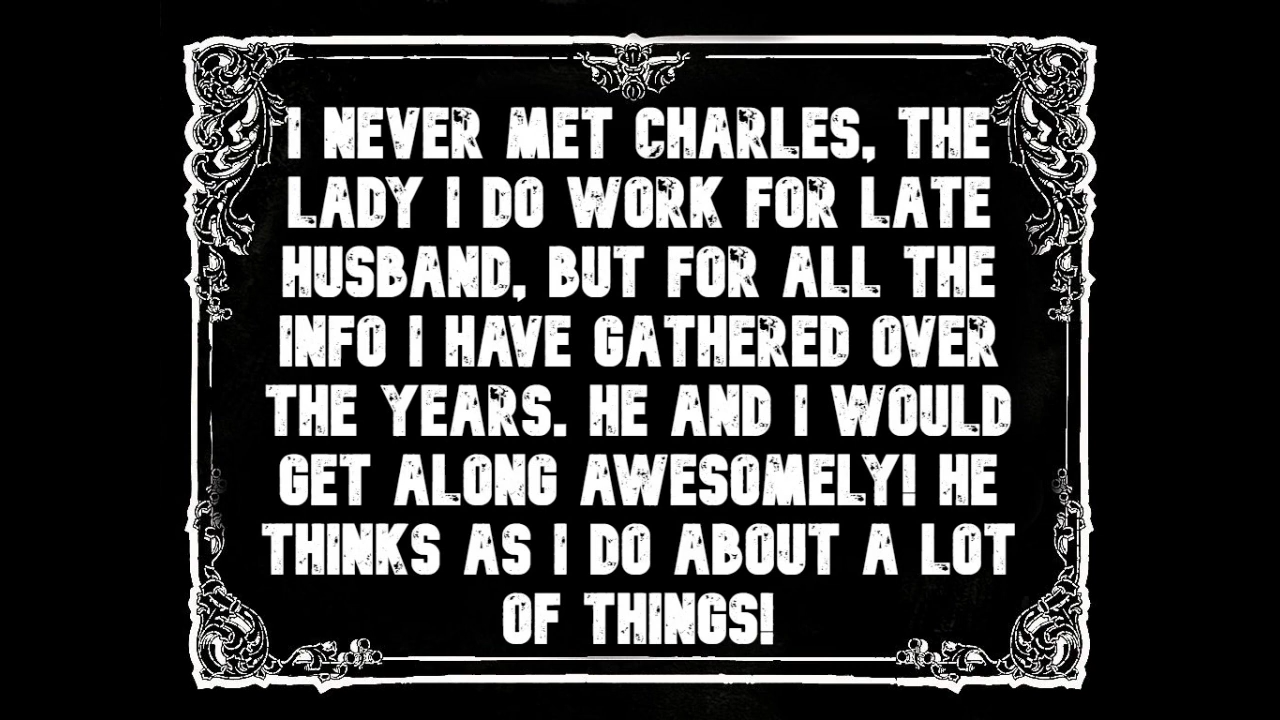 I NEVER MET CHARLES, THE
LADY I DO WORK FOR LATE
HUSBAND, BUT FOR ALL THE
INFO I HAVE GATHERED OVER
THE YEARS. HE AND I WOULD
GET ALONG AWESOMELY! HE
THINKS AS I DO ABOUT A LOT
OF THINGS!